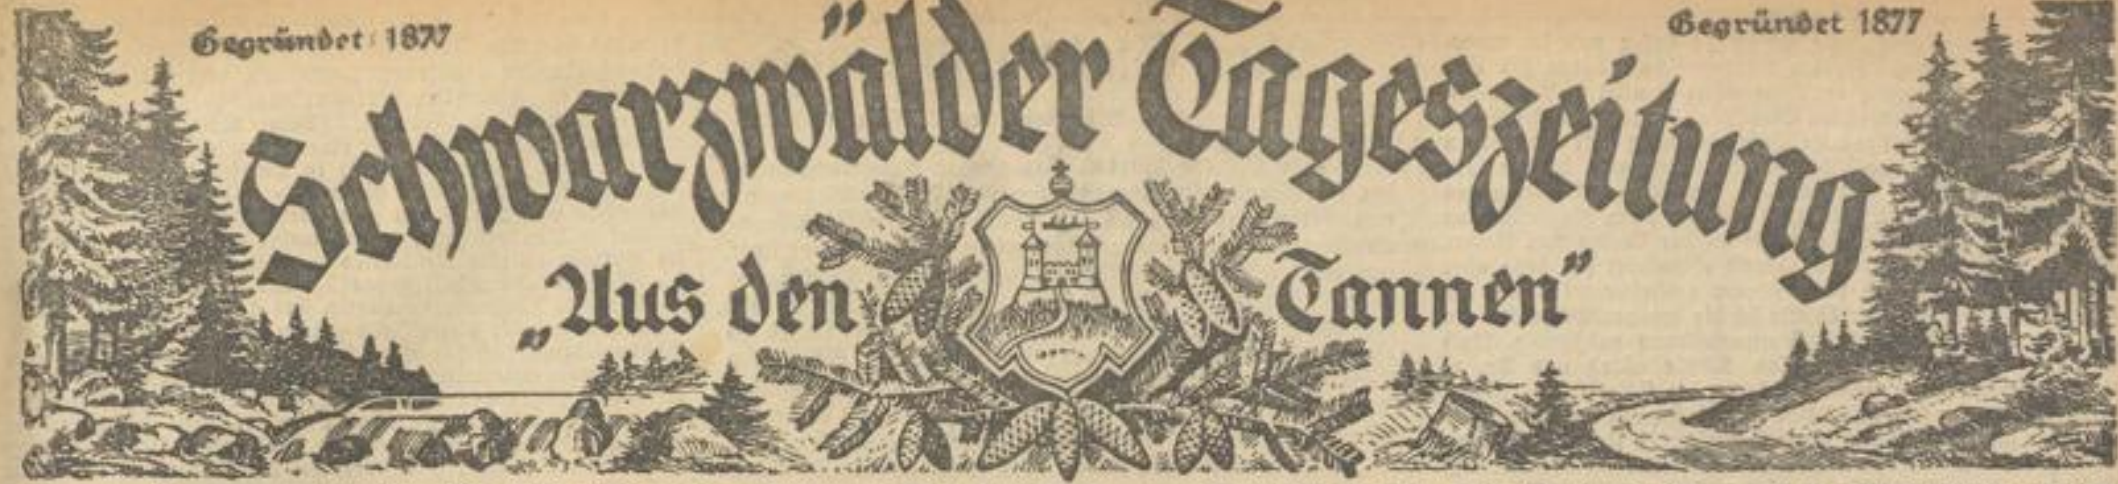 Gegründet 1877
Gegründet 1877
Schwarzwälder Tageszeitung
„Aus den Tannen”